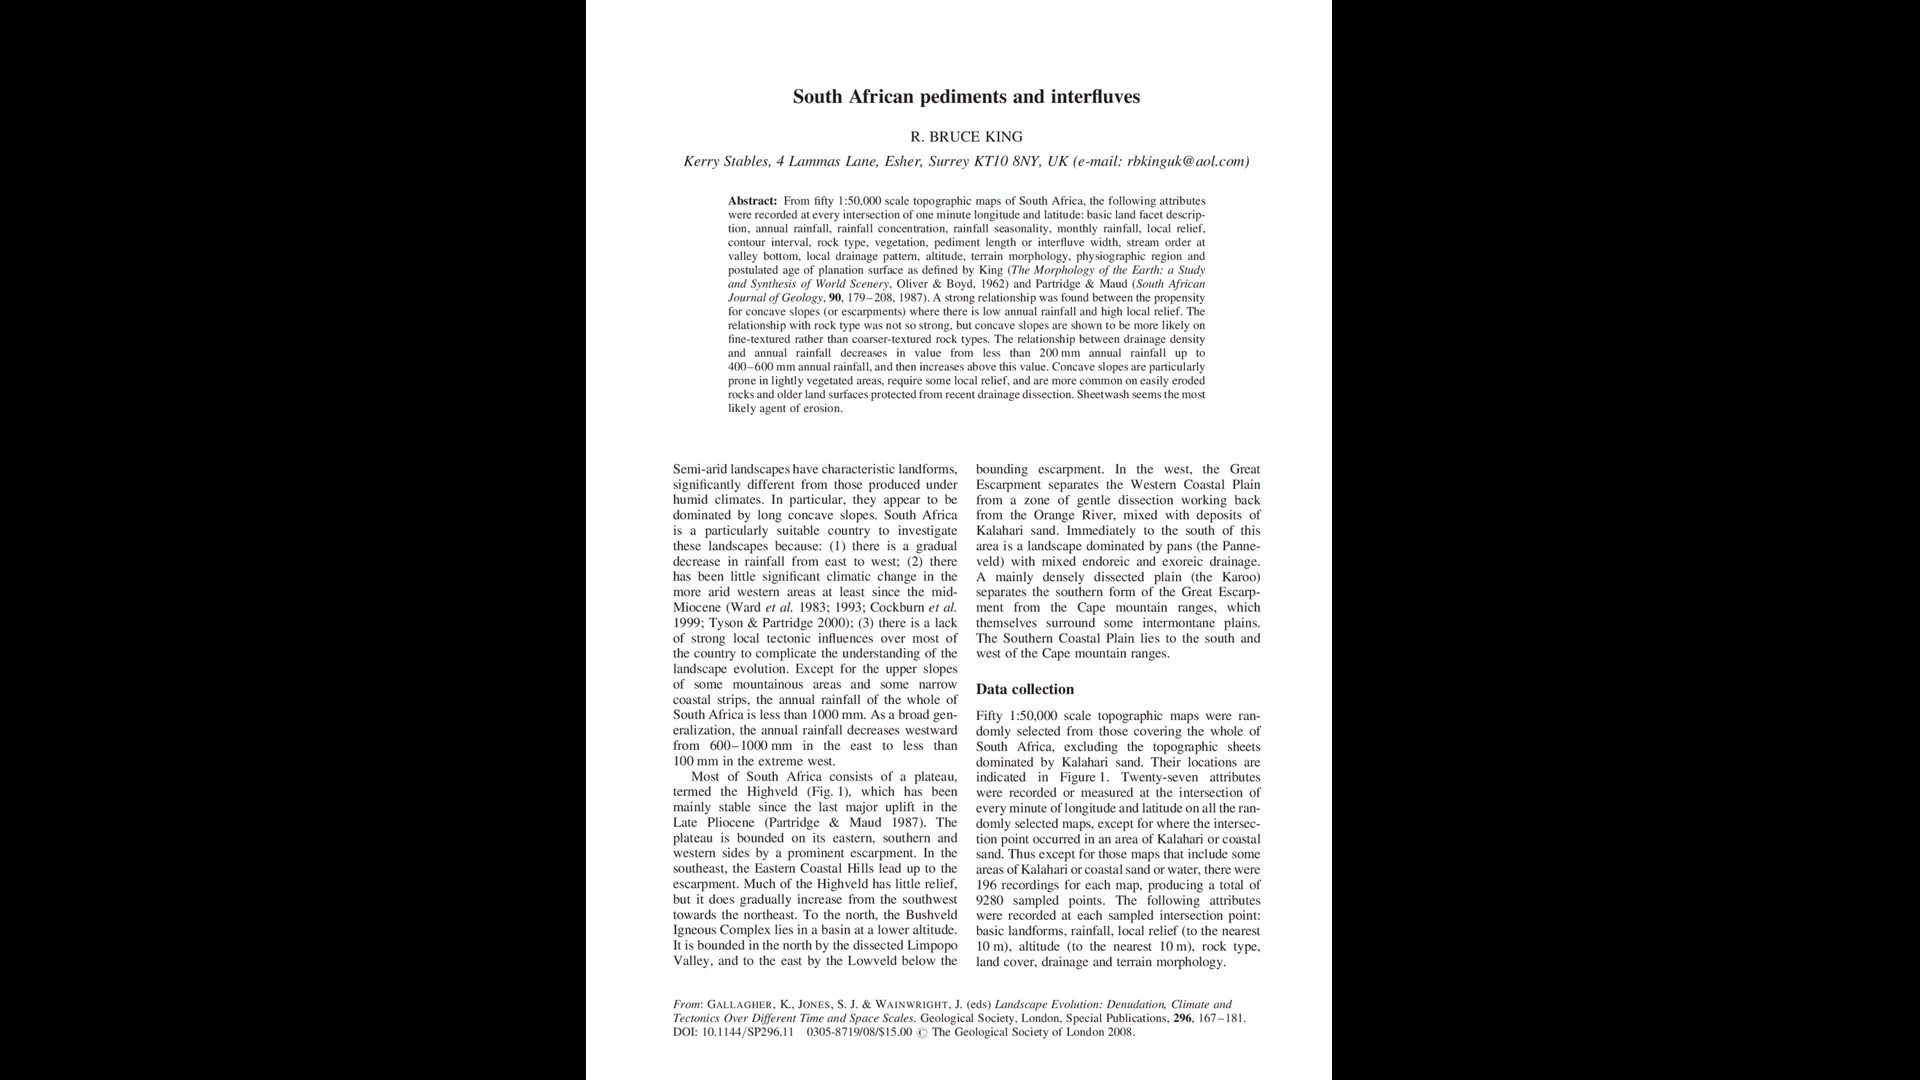 South African pediments and interfluves
R. BRUCE KING
Kerry Stables, 4 Lammas Lane, Esher, Surrey KT10 8NY, UK (e-mail: rbkinguk@aol.com)
Abstract: From fifty 1:50,000 scale topographic maps of South Africa, the following attributes
were recorded at every intersection of one minute longitude and latitude: basic land facet descrip-
tion, annual rainfall, rainfall concentration, rainfall seasonality, monthly rainfall, local relief,
contour interval, rock type, vegetation, pediment length or interfluve width, stream order at
valley bottom, local drainage pattern, altitude, terrain morphology, physiographic region and
postulated age of planation surface as defined by King (The Morphology of the Earth: a Study
and Synthesis of World Scenery, Oliver & Boyd, 1962) and Partridge & Maud (South African
Journal of Geology, 90, 179–208, 1987). A strong relationship was found between the propensity
for concave slopes (or escarpments) where there is low annual rainfall and high local relief. The
relationship with rock type was not so strong, but concave slopes are shown to be more likely on
fine-textured rather than coarser-textured rock types. The relationship between drainage density
and annual rainfall decreases in value from less than 200 mm annual rainfall up to
400–600 mm annual rainfall, and then increases above this value. Concave slopes are particularly
prone in lightly vegetated areas, require some local relief, and are more common on easily eroded
rocks and older land surfaces protected from recent drainage dissection. Sheetwash seems the most
likely agent of erosion.
Semi-arid landscapes have characteristic landforms,
significantly different from those produced under
humid climates. In particular, they appear to be
dominated by long concave slopes. South Africa
is a particularly suitable country to investigate
these landscapes because: (1) there is a gradual
decrease in rainfall from east to west; (2) there
has been little significant climatic change in the
more arid western areas at least since the mid-
Miocene (Ward et al. 1983; 1993; Cockburn et al.
1999; Tyson & Partridge 2000); (3) there is a lack
of strong local tectonic influences over most of
the country to complicate the understanding of the
landscape evolution. Except for the upper slopes
of some mountainous areas and some narrow
coastal strips, the annual rainfall of the whole of
South Africa is less than 1000 mm. As a broad gen-
eralization, the annual rainfall decreases westward
from 600–1000 mm in the east to less than
100 mm in the extreme west.
Most of South Africa consists of a plateau,
termed the Highveld (Fig. 1), which has been
mainly stable since the last major uplift in the
Late Pliocene (Partridge & Maud 1987). The
plateau is bounded on its eastern, southern and
western sides by a prominent escarpment. In the
southeast, the Eastern Coastal Hills lead up to the
escarpment. Much of the Highveld has little relief,
but it does gradually increase from the southwest
towards the northeast. To the north, the Bushveld
Igneous Complex lies in a basin at a lower altitude.
It is bounded in the north by the dissected Limpopo
Valley, and to the east by the Lowveld below the
bounding escarpment. In the west, the Great
Escarpment separates the Western Coastal Plain
from a zone of gentle dissection working back
from the Orange River, mixed with deposits of
Kalahari sand. Immediately to the south of this
area is a landscape dominated by pans (the Panne-
veld) with mixed endoreic and exoreic drainage.
A mainly densely dissected plain (the Karoo)
separates the southern form of the Great Escarp-
ment from the Cape mountain ranges, which
themselves surround some intermontane plains.
The Southern Coastal Plain lies to the south and
west of the Cape mountain ranges.
Data collection
Fifty 1:50,000 scale topographic maps were ran-
domly selected from those covering the whole of
South Africa, excluding the topographic sheets
dominated by Kalahari sand. Their locations are
indicated in Figure 1. Twenty-seven attributes
were recorded or measured at the intersection of
every minute of longitude and latitude on all the ran-
domly selected maps, except for where the intersec-
tion point occurred in an area of Kalahari or coastal
sand. Thus except for those maps that include some
areas of Kalahari or coastal sand or water, there were
196 recordings for each map, producing a total of
9280 sampled points. The following attributes
were recorded at each sampled intersection point:
basic landforms, rainfall, local relief (to the nearest
10 m), altitude (to the nearest 10 m), rock type,
land cover, drainage and terrain morphology.
From: GALLAGHER, K., JONES, S. J. & WAINWRIGHT, J. (eds) Landscape Evolution: Denudation, Climate and
Tectonics Over Different Time and Space Scales. Geological Society, London, Special Publications, 296, 167–181.
DOI: 10.1144/SP296.11 0305-8719/08/$15.00 © The Geological Society of London 2008.